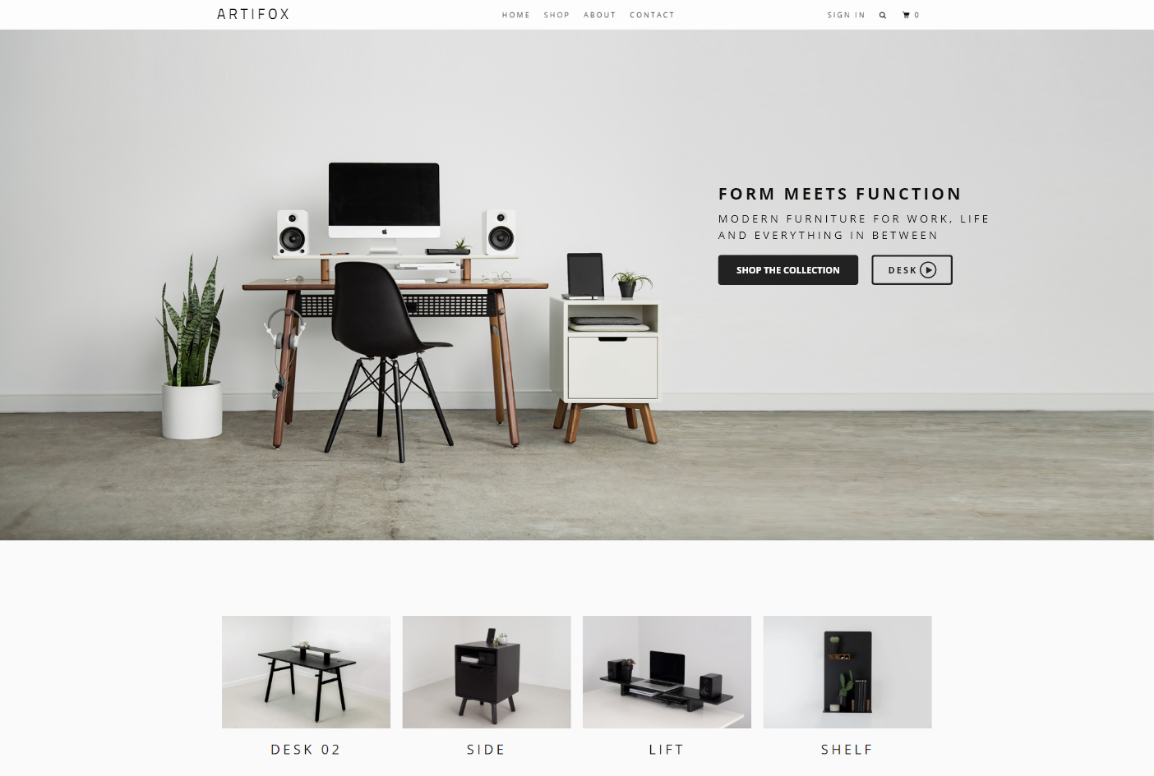 ARTIFOX
HOME SHOP ABOUT CONTACT
SIGN IN 0
FORM MEETS FUNCTION
MODERN FURNITURE FOR WORK, LIFE
AND EVERYTHING IN BETWEEN
SHOP THE COLLECTION
DESK
DESK 02
SIDE
LIFT
SHELF